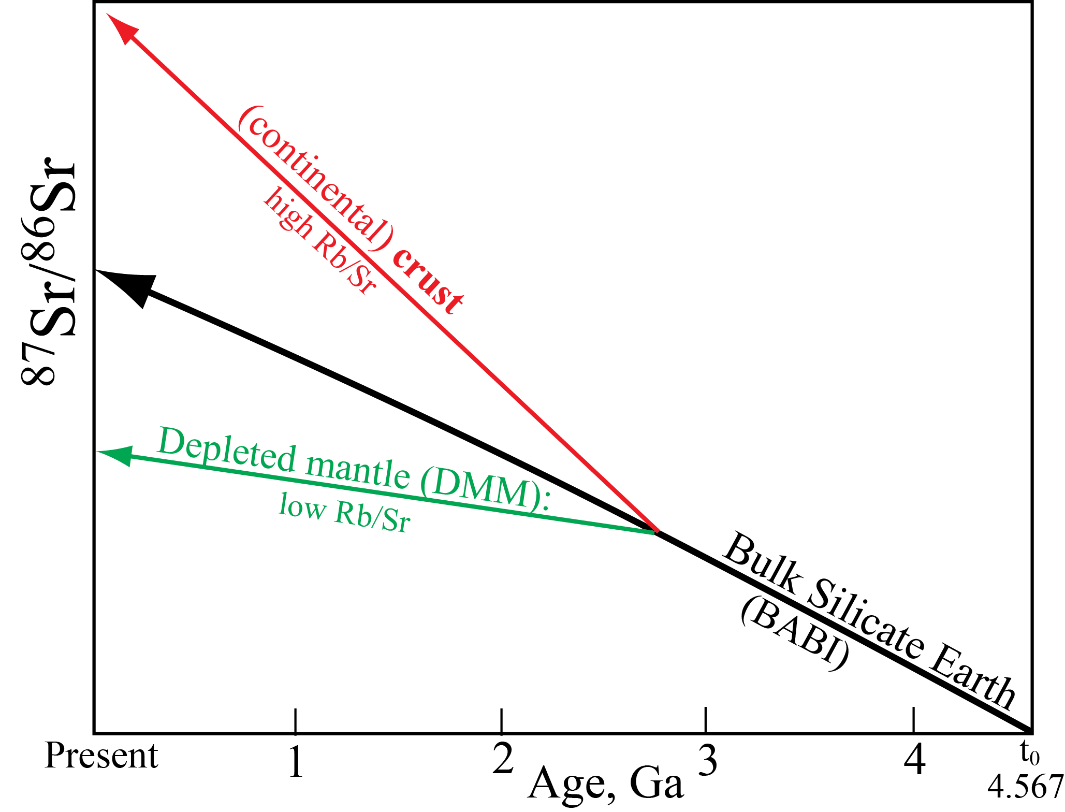 87Sr/86Sr
(continental) crust
high Rb/Sr
Depleted mantle (DMM):
low Rb/Sr
Bulk Silicate Earth
(BABI)
Present
1
2
3
4
t0
4.567
Age, Ga